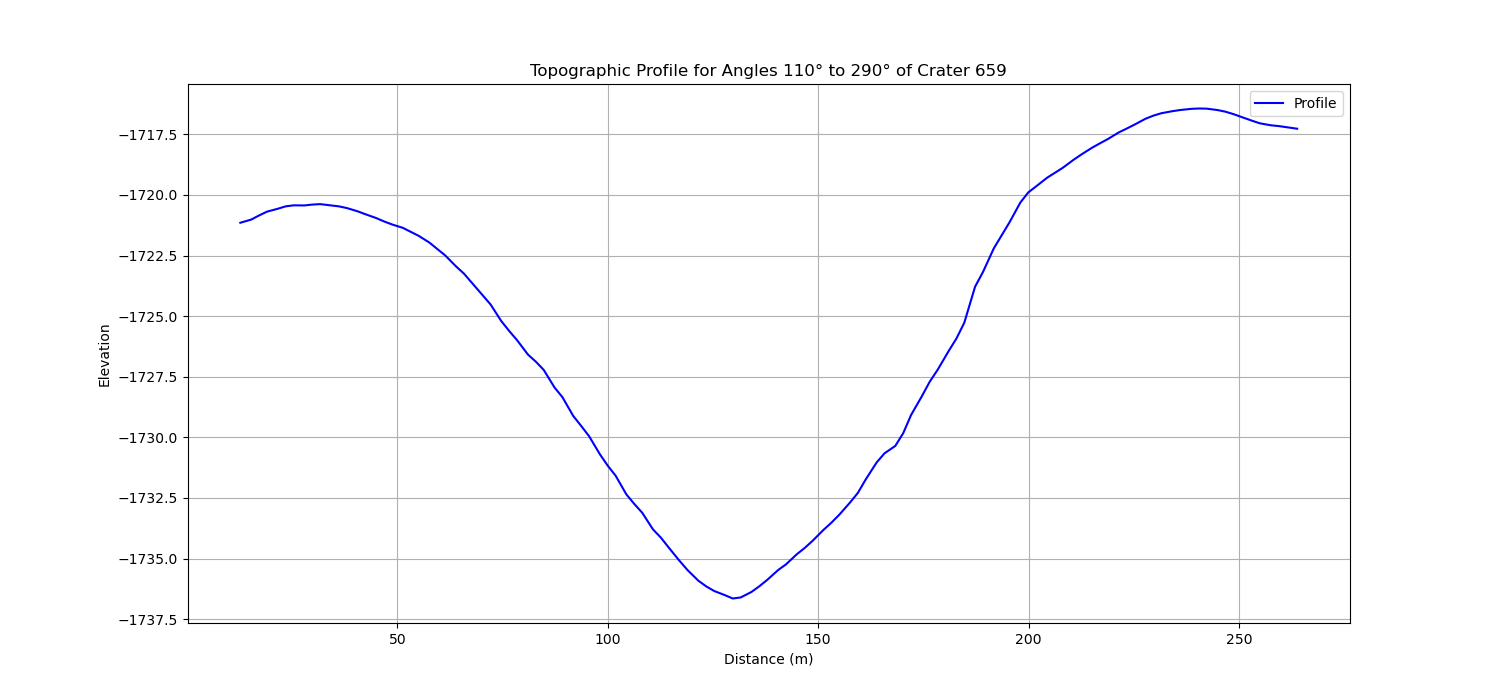 Topographic Profile for Angles 110° to 290° of Crater 659
Profile
−1717.5
−1720.0
−1722.5
−1725.0
−1727.5
−1730.0
−1732.5
−1735.0
−1737.5
Elevation
50 100 150 200 250
Distance (m)